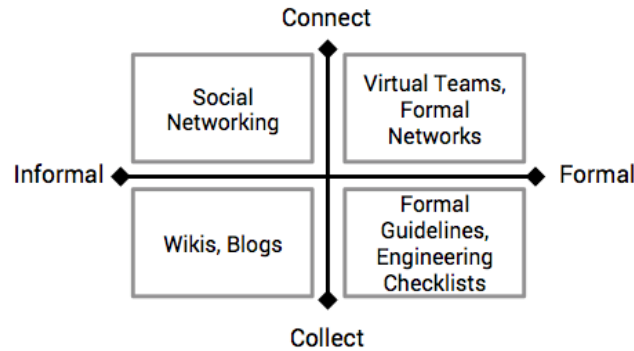 Connect
Social
Networking
Virtual Teams,
Formal
Networks
Informal
Formal
Wikis, Blogs
Formal
Guidelines,
Engineering
Checklists
Collect